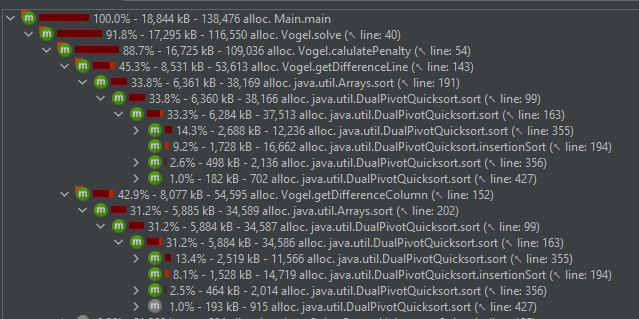 m 100.0% - 18,844 kB - 138,476 alloc. Main.main
m 91.8% - 17,295 kB - 116,550 alloc. Vogel.solve (↖ line: 40)
m 88.7% - 16,725 kB - 109,036 alloc. Vogel.calulatePenalty (↖ line: 54)
m 45.3% - 8,531 kB - 53,613 alloc. Vogel.getDifferenceLine (↖ line: 143)
m 33.8% - 6,361 kB - 38,169 alloc. java.util.Arrays.sort (↖ line: 191)
m 33.8% - 6,360 kB - 38,166 alloc. java.util.DualPivotQuicksort.sort (↖ line: 99)
m 33.3% - 6,284 kB - 37,513 alloc. java.util.DualPivotQuicksort.sort (↖ line: 163)
m 14.3% - 2,688 kB - 12,236 alloc. java.util.DualPivotQuicksort.sort (↖ line: 355)
m 9.2% - 1,728 kB - 16,662 alloc. java.util.DualPivotQuicksort.insertionSort (↖ line: 194)
m 2.6% - 498 kB - 2,136 alloc. java.util.DualPivotQuicksort.sort (↖ line: 356)
m 1.0% - 182 kB - 702 alloc. java.util.DualPivotQuicksort.sort (↖ line: 427)
m 42.9% - 8,077 kB - 54,595 alloc. Vogel.getDifferenceColumn (↖ line: 152)
m 31.2% - 5,885 kB - 34,589 alloc. java.util.Arrays.sort (↖ line: 202)
m 31.2% - 5,884 kB - 34,587 alloc. java.util.DualPivotQuicksort.sort (↖ line: 99)
m 31.2% - 5,884 kB - 34,586 alloc. java.util.DualPivotQuicksort.sort (↖ line: 163)
m 13.4% - 2,519 kB - 11,566 alloc. java.util.DualPivotQuicksort.sort (↖ line: 355)
m 8.1% - 1,528 kB - 14,719 alloc. java.util.DualPivotQuicksort.insertionSort (↖ line: 194)
m 2.5% - 464 kB - 2,014 alloc. java.util.DualPivotQuicksort.sort (↖ line: 356)
m 1.0% - 193 kB - 915 alloc. java.util.DualPivotQuicksort.sort (↖ line: 427)